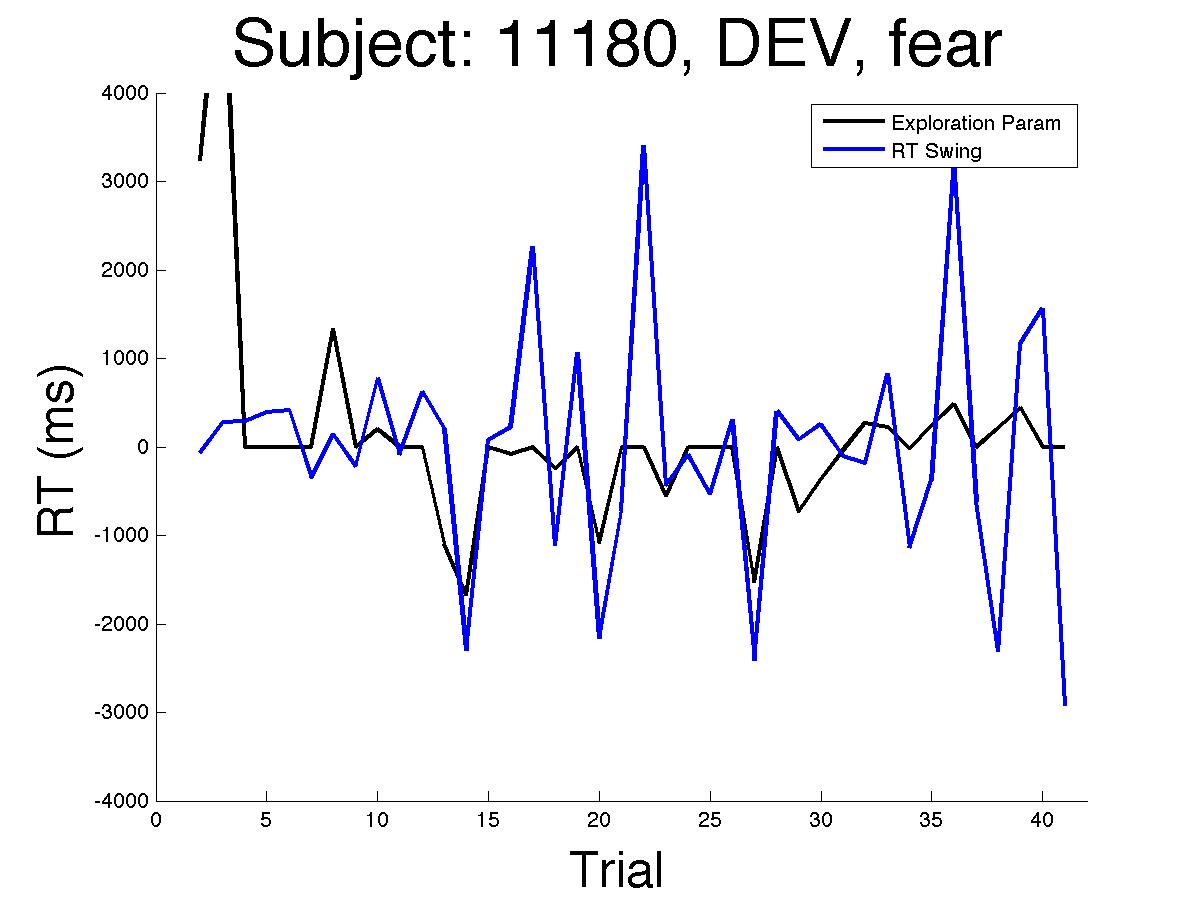 Subject: 11180, DEV, fear
4000
3000
2000
1000
0
-1000
-2000
-3000
-4000
RT (ms)
Exploration Param
RT Swing
0 5 10 15 20 25 30 35 40
Trial